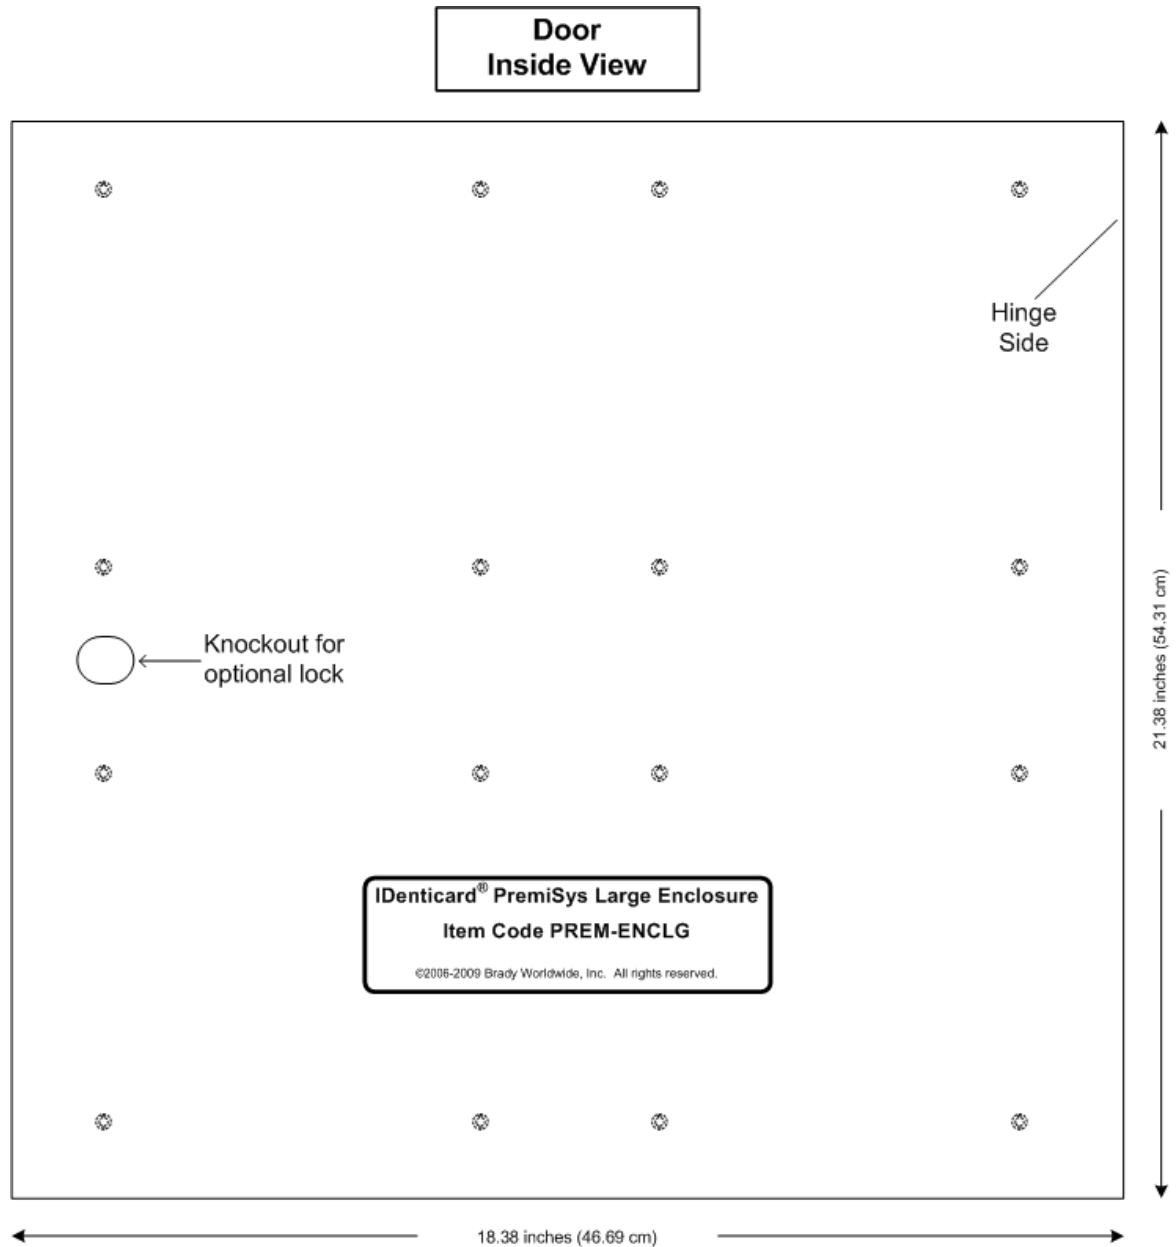 Door
Inside View
Hinge
Side
Knockout for
optional lock
21.38 inches (54.31 cm)
IDenticard® PremiSys Large Enclosure
Item Code PREM-ENCLG
©2006-2009 Brady Worldwide, Inc. All rights reserved.
18.38 inches (46.69 cm)